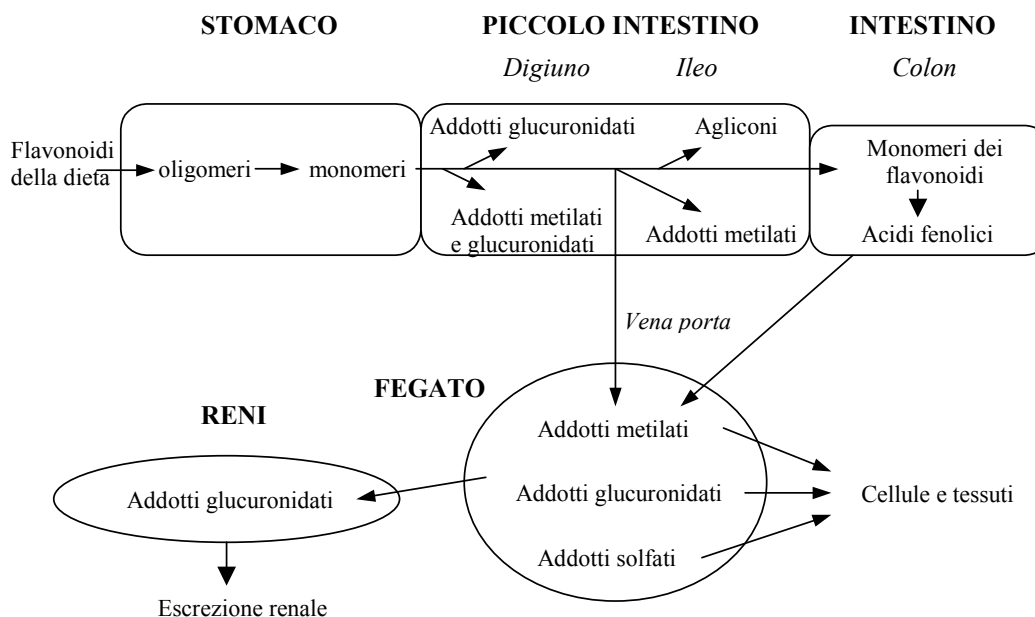 STOMACO
PICCOLO INTESTINO
INTESTINO
Digiuno
Ileo
Colon
Flavonoidi
della dieta
oligomeri
monomeri
Addotti glucuronidati
Agliconi
Addotti metilati
e glucuronidati
Addotti metilati
Monomeri dei
flavonoidi
Acidi fenolici
Vena porta
FEGATO
RENI
Addotti metilati
Addotti glucuronidati
Addotti glucuronidati
Addotti solfati
Cellule e tessuti
Escrezione renale